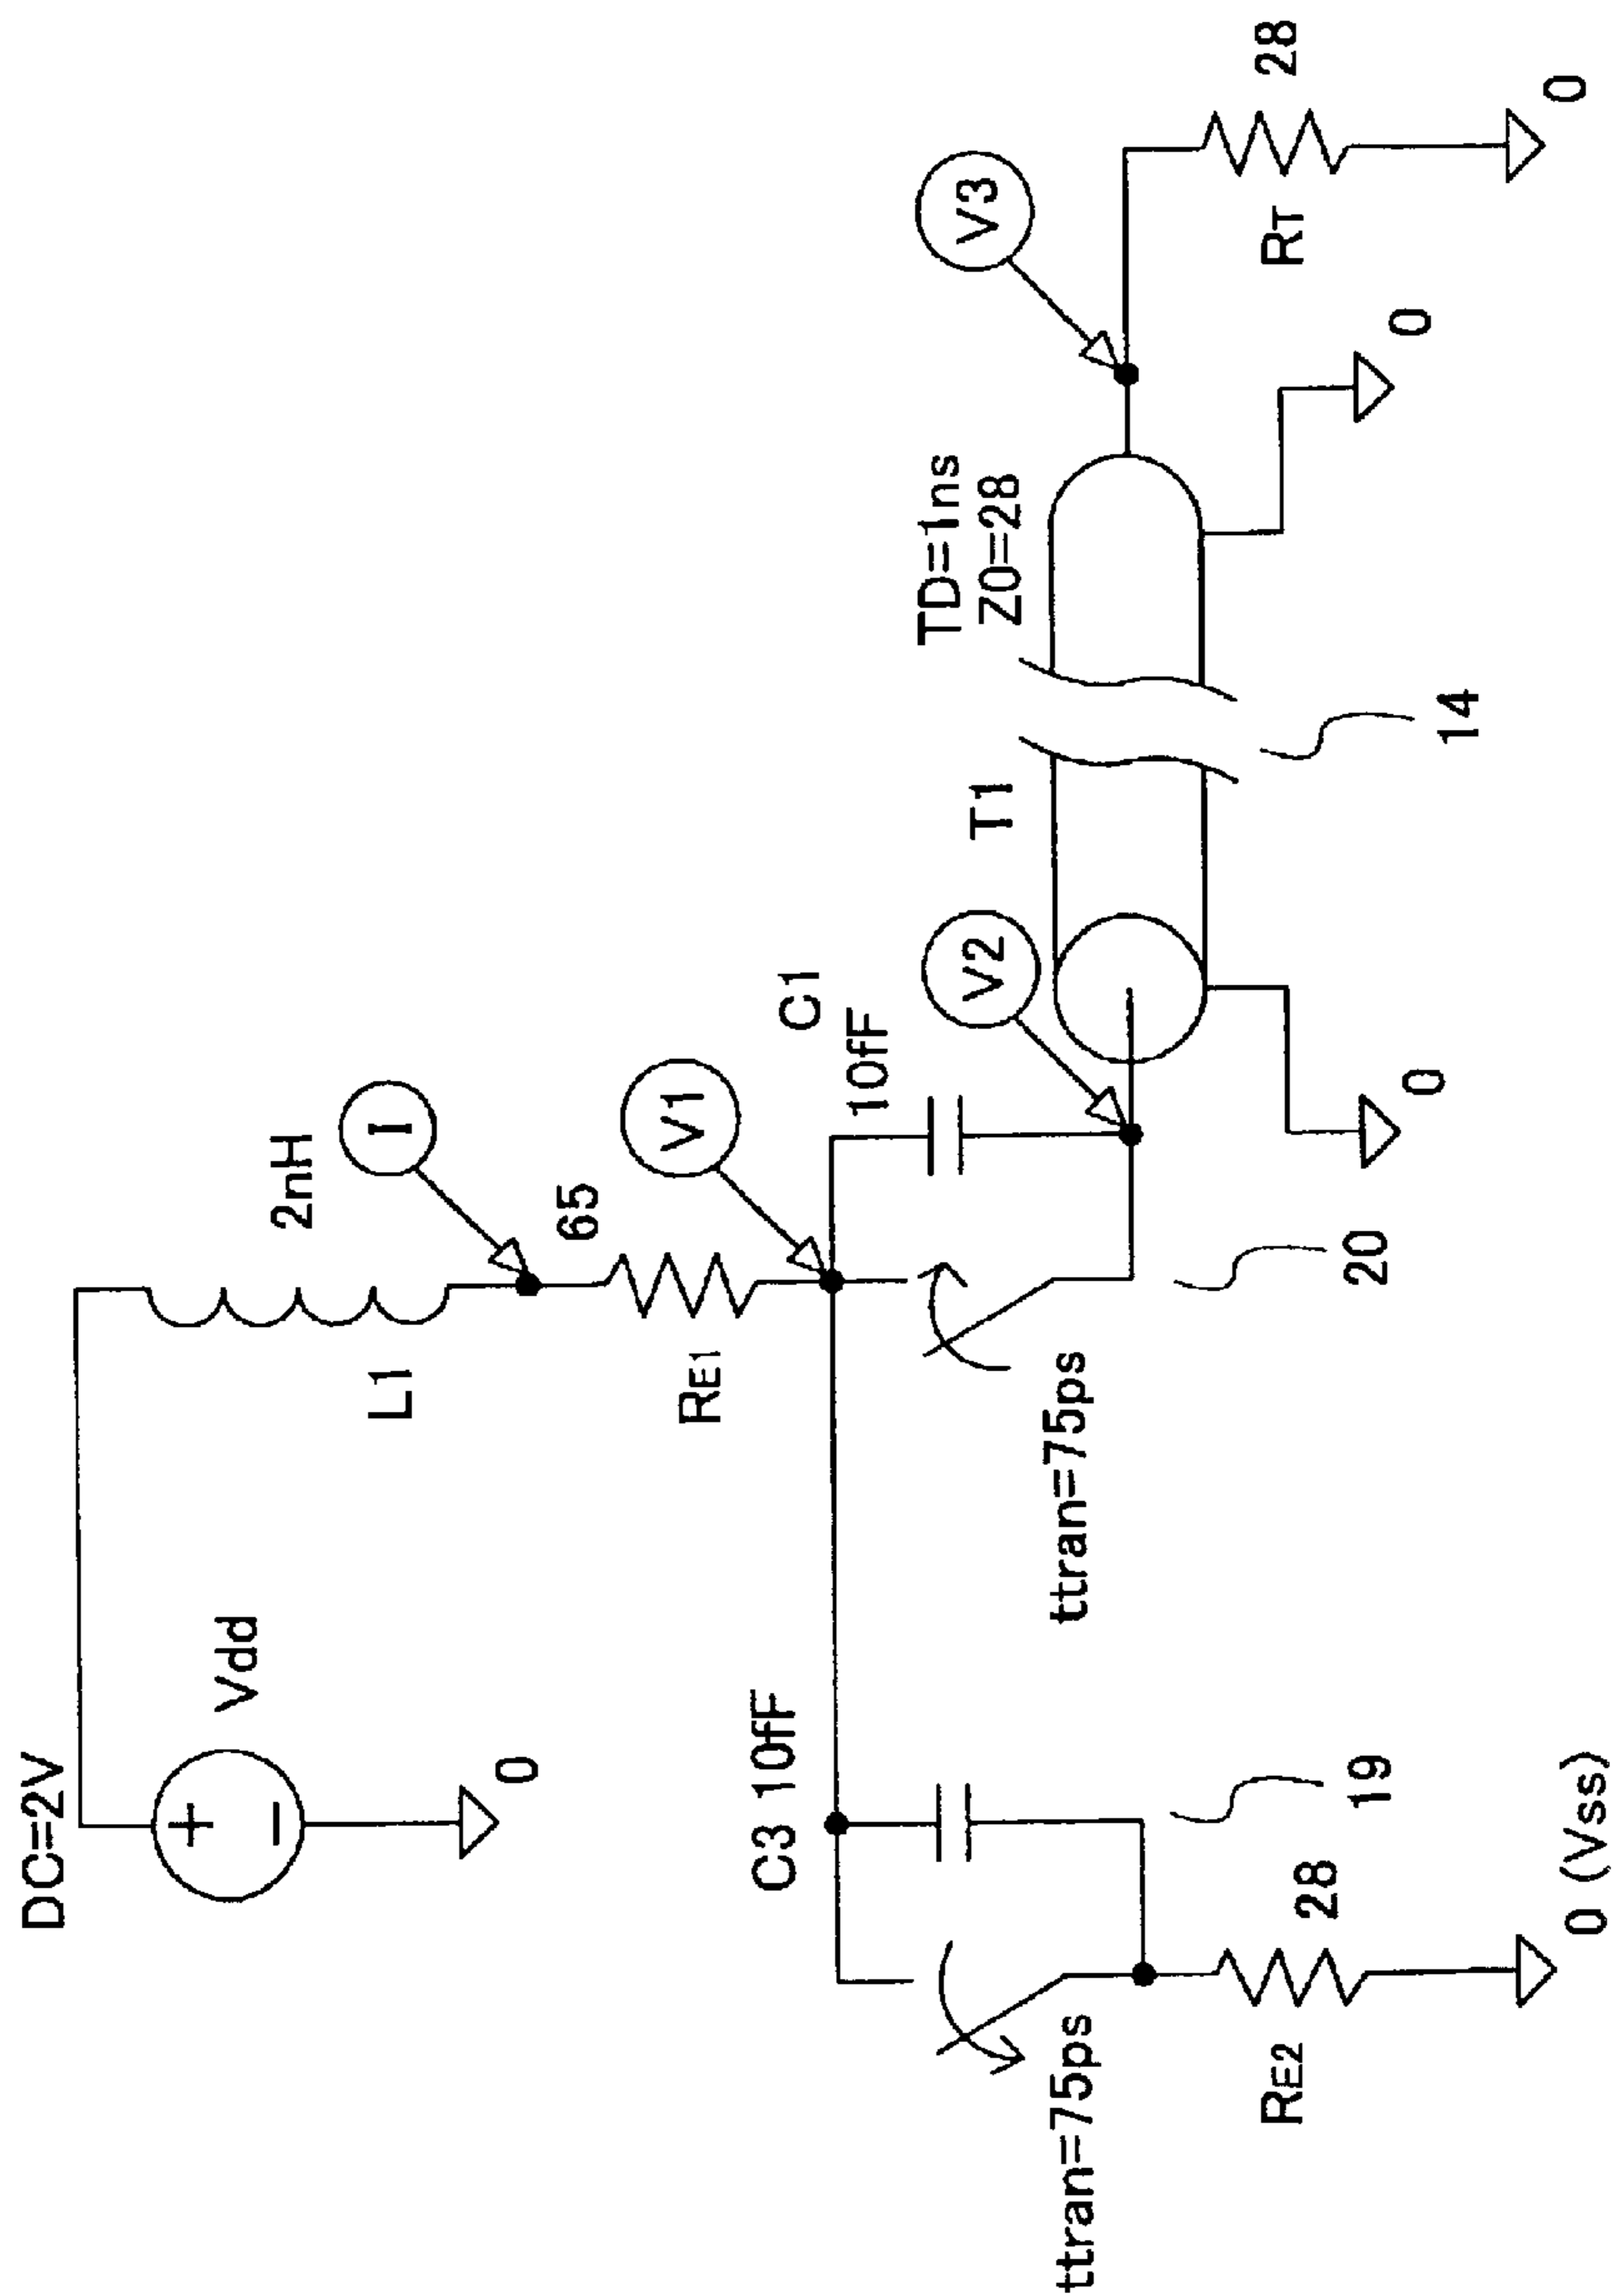 DC=2V
Vdd
0
L1
2nH
I
RE1
65
V1
C3 10fF
C1
10fF
ttran=75ps
19
ttran=75ps
20
V2
T1
TD=1ns
Z0=28
V3
14
RE2
28
0 (Vss)
0
0
RT
28
0